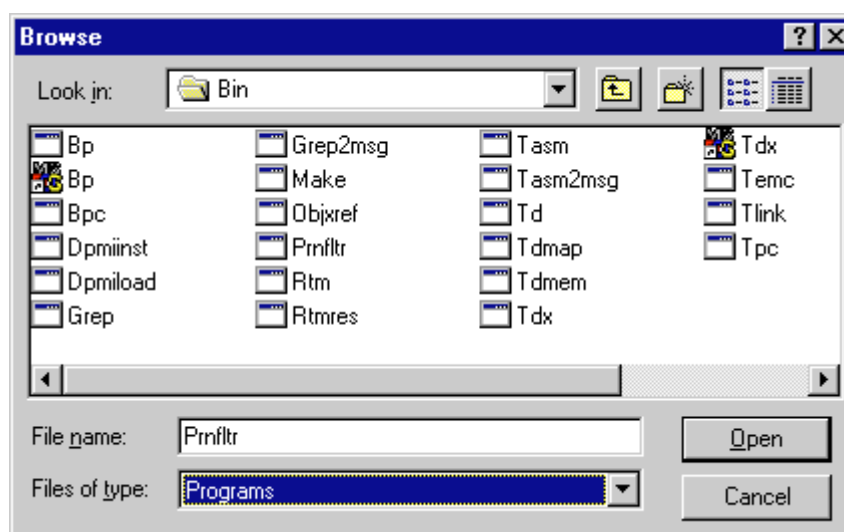 Browse
Look in: Bin
Bp Grep2msg Tasm Tdx
Bp Make Tasm2msg Temc
Bpc Objxref Td Tlink
Dpmiinst Prnfltr Tdmap Tpc
Dpmiload Rtm Tdmem
Grep Rtmres Tdx
File name: Prnfltr Open
Files of type: Programs Cancel